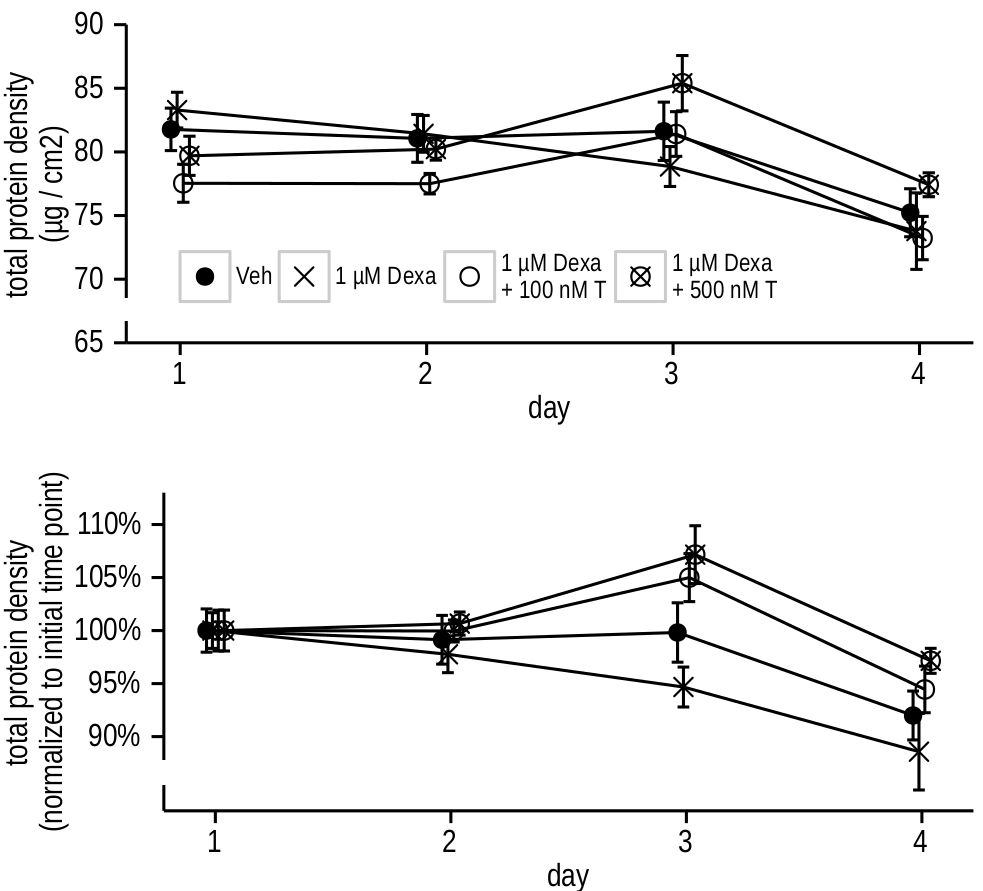 total protein density
(µg / cm2)
90
85
80
75
70
65
Veh
1 µM Dexa
1 µM Dexa
+ 100 nM T
1 µM Dexa
+ 500 nM T
1 2 3 4
day
total protein density
(normalized to initial time point)
110%
105%
100%
95%
90%
1 2 3 4
day